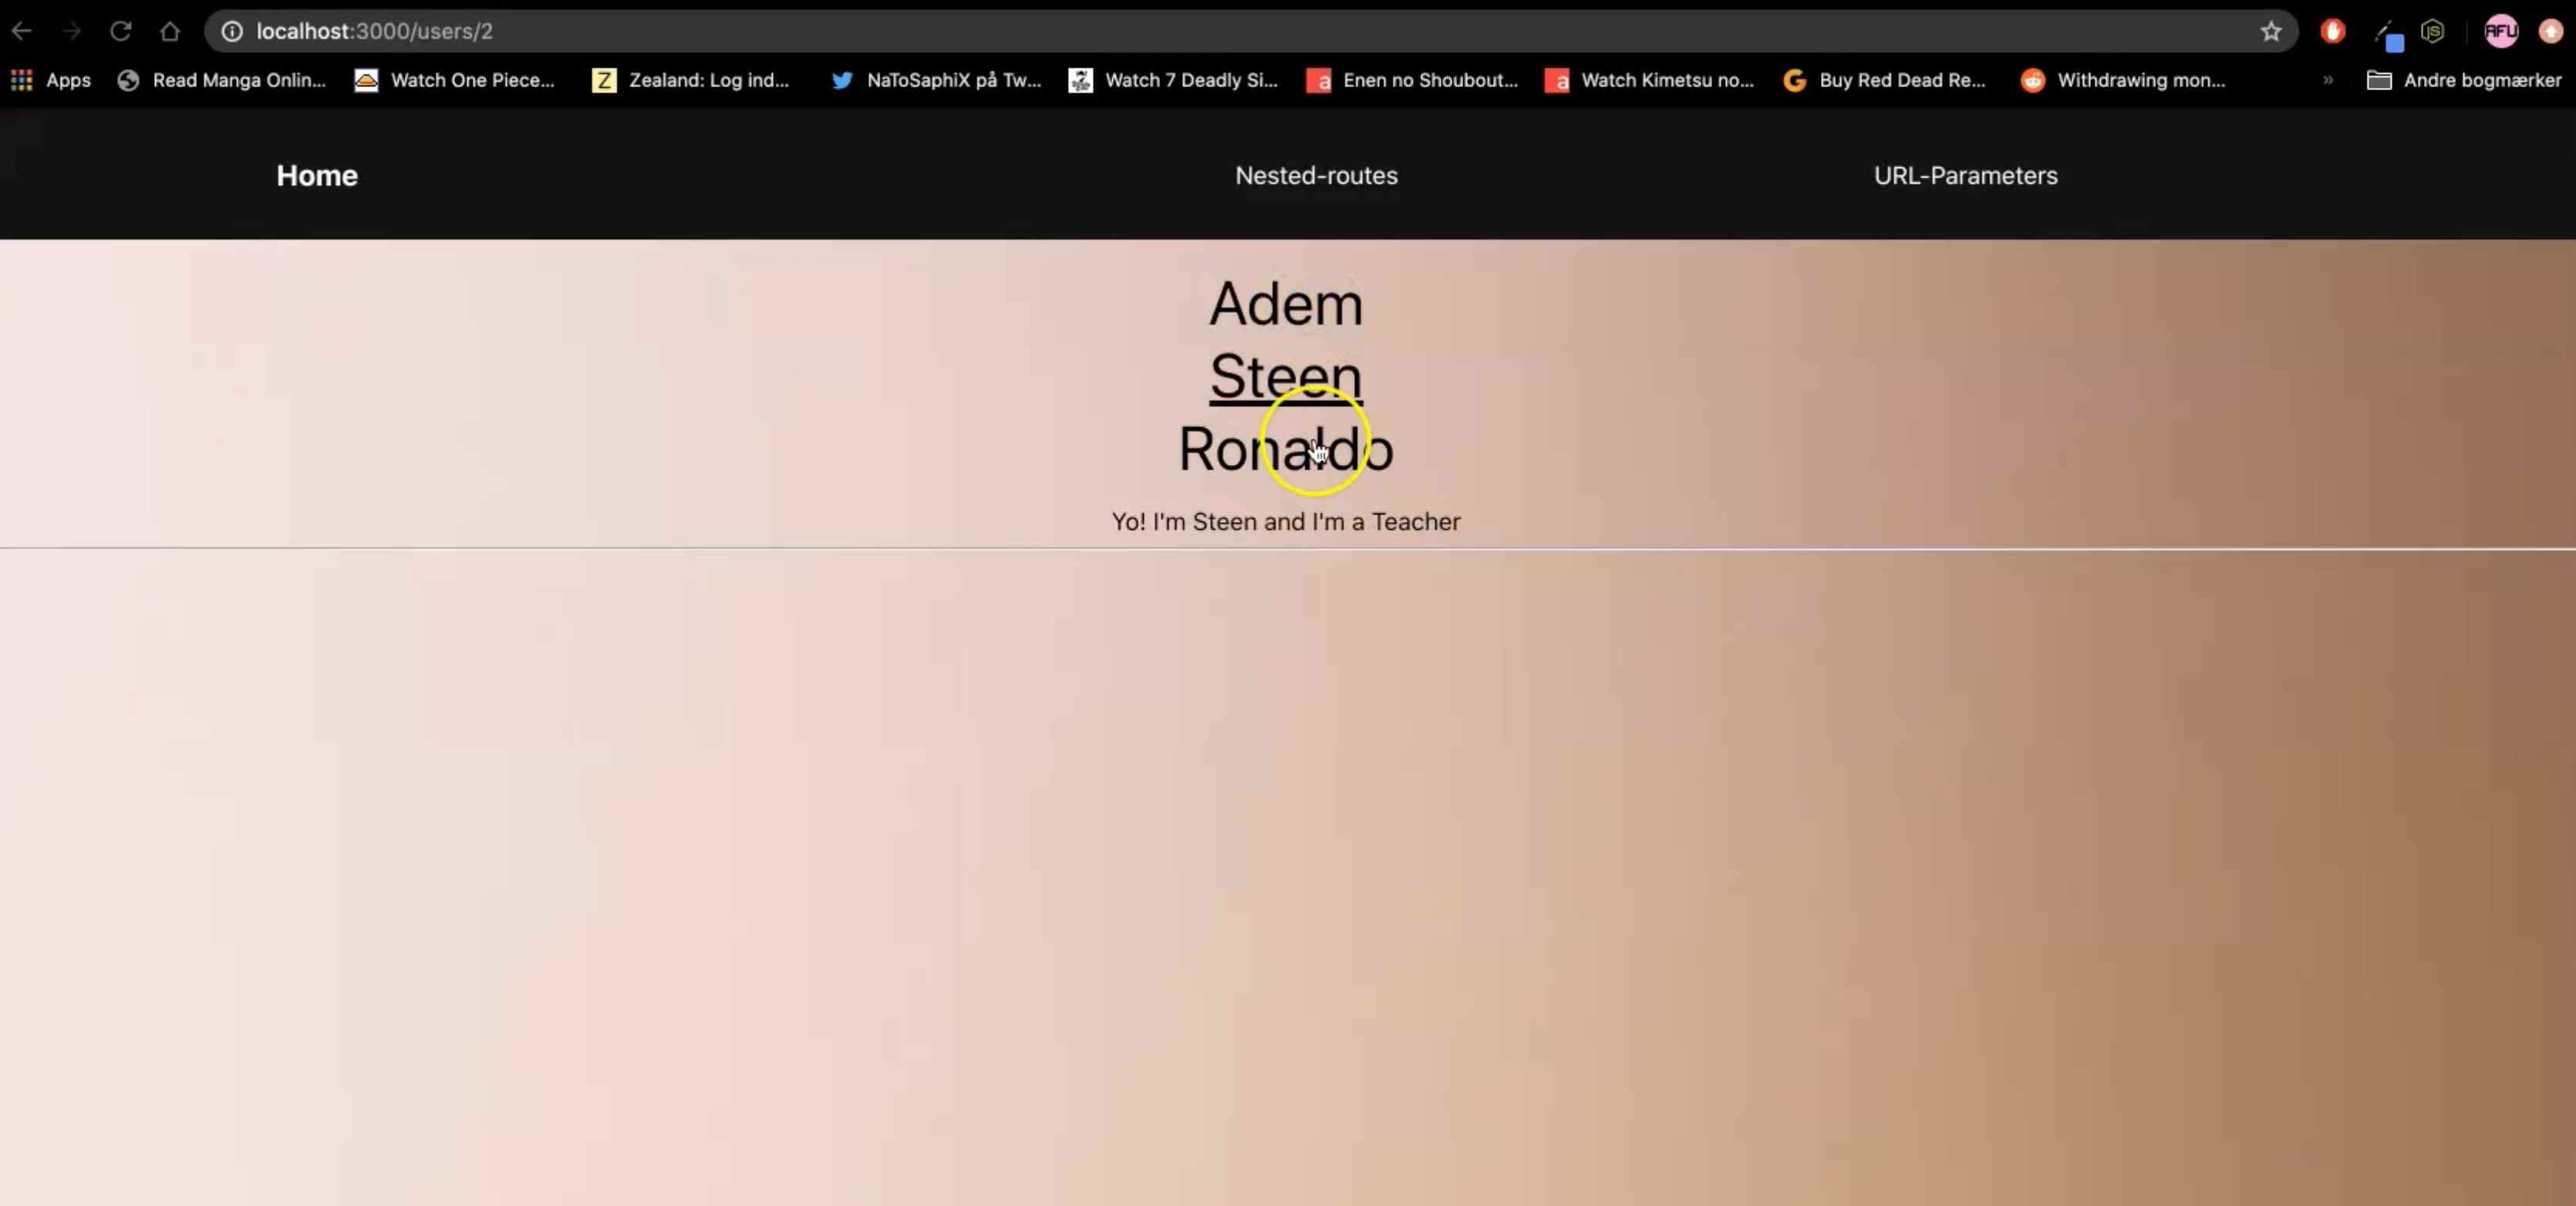 localhost:3000/users/2
AFU
Apps Read Manga Onlin... Watch One Piece... Z Zealand: Log ind... NaToSaphiX på Tw... Watch 7 Deadly Si... a Enen no Shoubout... a Watch Kimetsu no... G Buy Red Dead Re... Withdrawing mon... » Andre bogmærker
Home Nested-routes URL-Parameters
Adem
Steen
Ronaldo
Yo! I'm Steen and I'm a Teacher